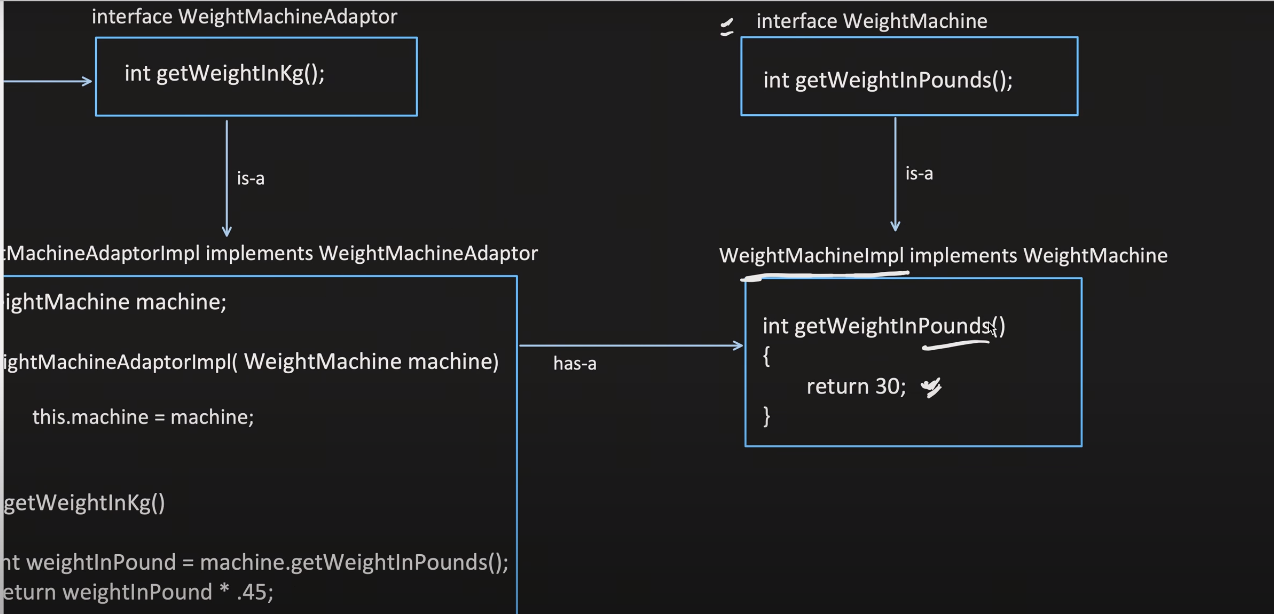 interface WeightMachineAdaptor
int getWeightInKg();
is-a
tMachineAdaptorImpl implements WeightMachineAdaptor
ightMachine machine;
ightMachineAdaptorImpl( WeightMachine machine)
this.machine = machine;
getWeightInKg()
nt weightInPound = machine.getWeightInPounds();
eturn weightInPound * .45;
has-a
interface WeightMachine
int getWeightInPounds();
is-a
WeightMachineImpl implements WeightMachine
int getWeightInPounds()
{
return 30;
}